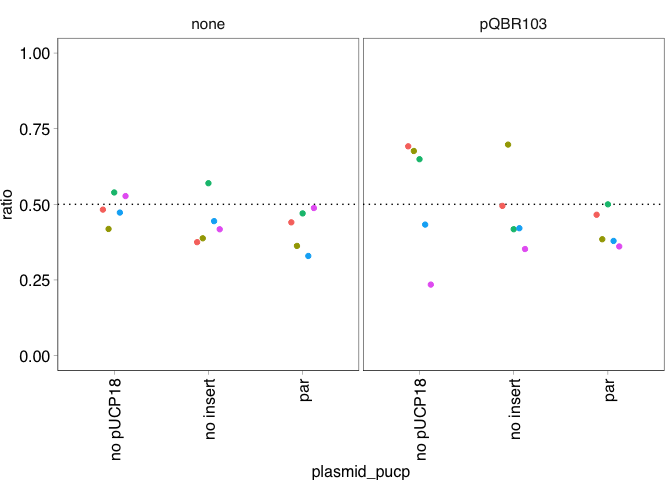 none pQBR103
1.00
0.75
0.50
0.25
0.00
ratio
no pUCP18 no insert par no pUCP18 no insert par
plasmid_pucp